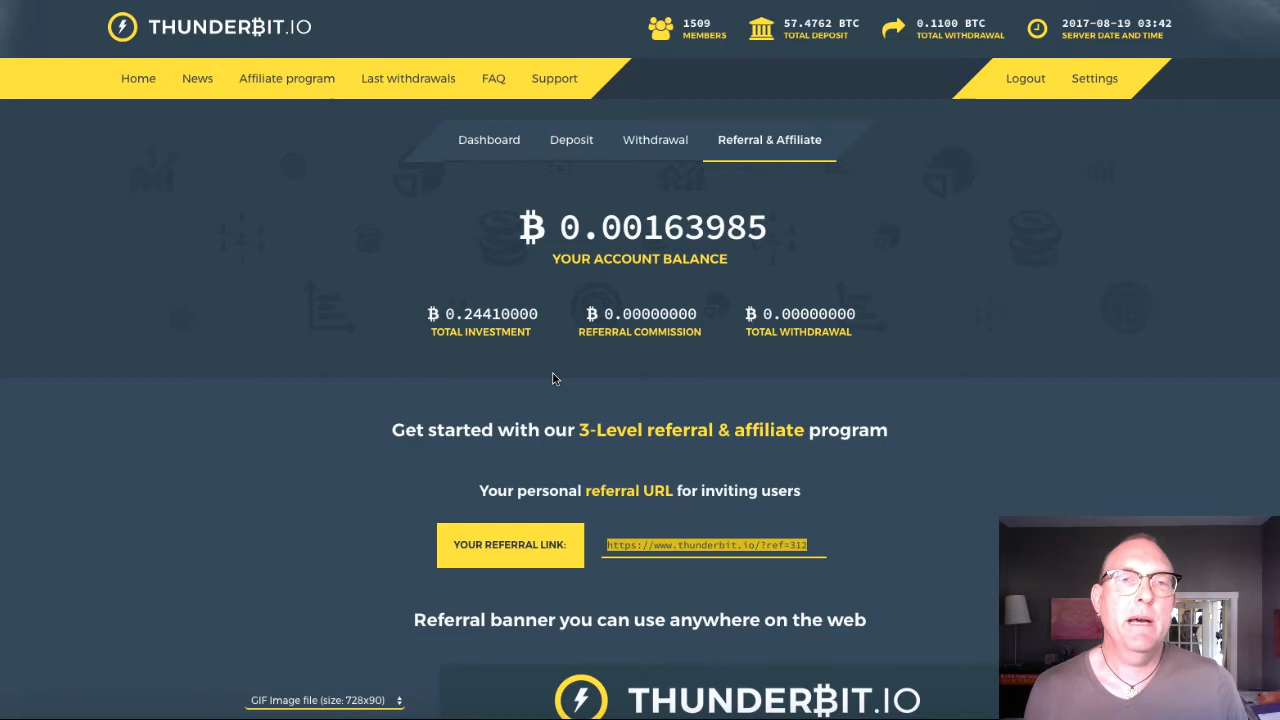 THUNDERBIT.IO
1509
MEMBERS
57.4762 BTC
TOTAL DEPOSIT
0.1100 BTC
TOTAL WITHDRAWAL
2017-08-19 03:42
SERVER DATE AND TIME
Home News Affiliate program Last withdrawals FAQ Support Logout Settings
Dashboard Deposit Withdrawal Referral & Affiliate
₿ 0.00163985
YOUR ACCOUNT BALANCE
₿ 0.24410000
TOTAL INVESTMENT
₿ 0.00000000
REFERRAL COMMISSION
₿ 0.00000000
TOTAL WITHDRAWAL
Get started with our 3-Level referral & affiliate program
Your personal referral URL for inviting users
YOUR REFERRAL LINK: https://www.thunderbit.io/?ref=312
Referral banner you can use anywhere on the web
GIF Image file (size: 728x90)
THUNDERBIT.IO